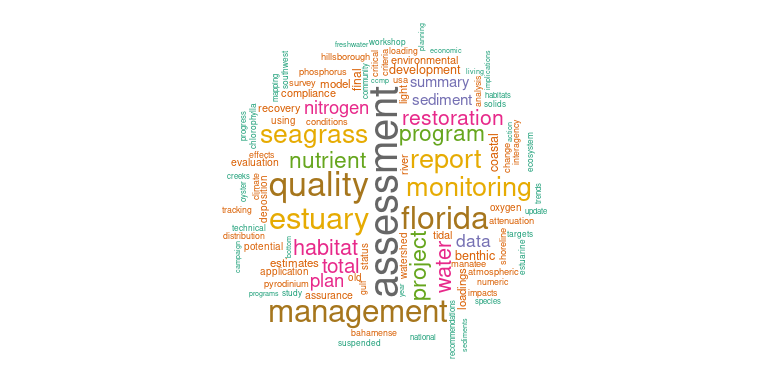 planning
freshwater
workshop
economic
hillsborough
critical
criteria
loading
environmental
living
implications
southwest
phosphorus
final
community
development
mapping
survey
model
ccmp
usa
summary
analysis
habitats
compliance
light
sediment
solids
recovery
nitrogen
restoration
progress
chlorophylla
using
conditions
seagrass
program
action
interagency
effects
evaluation
nutrient
assessment
river
report
coastal
change
ecosystem
creeks
oyster
climate
deposition
quality
monitoring
trends
tracking
estuary
florida
oxygen
update
attenuation
technical
distribution
potential
bottom
habitat
status
watershed
project
tidal
data
targets
shoreline
estuarine
campaign
estimates
total
water
benthic
manatee
application
plan
old
atmospheric
numeric
pyrodinium
gulf
year
loadings
programs
study
assurance
impacts
species
management
recommendations
bahamense
suspended
national
sediments